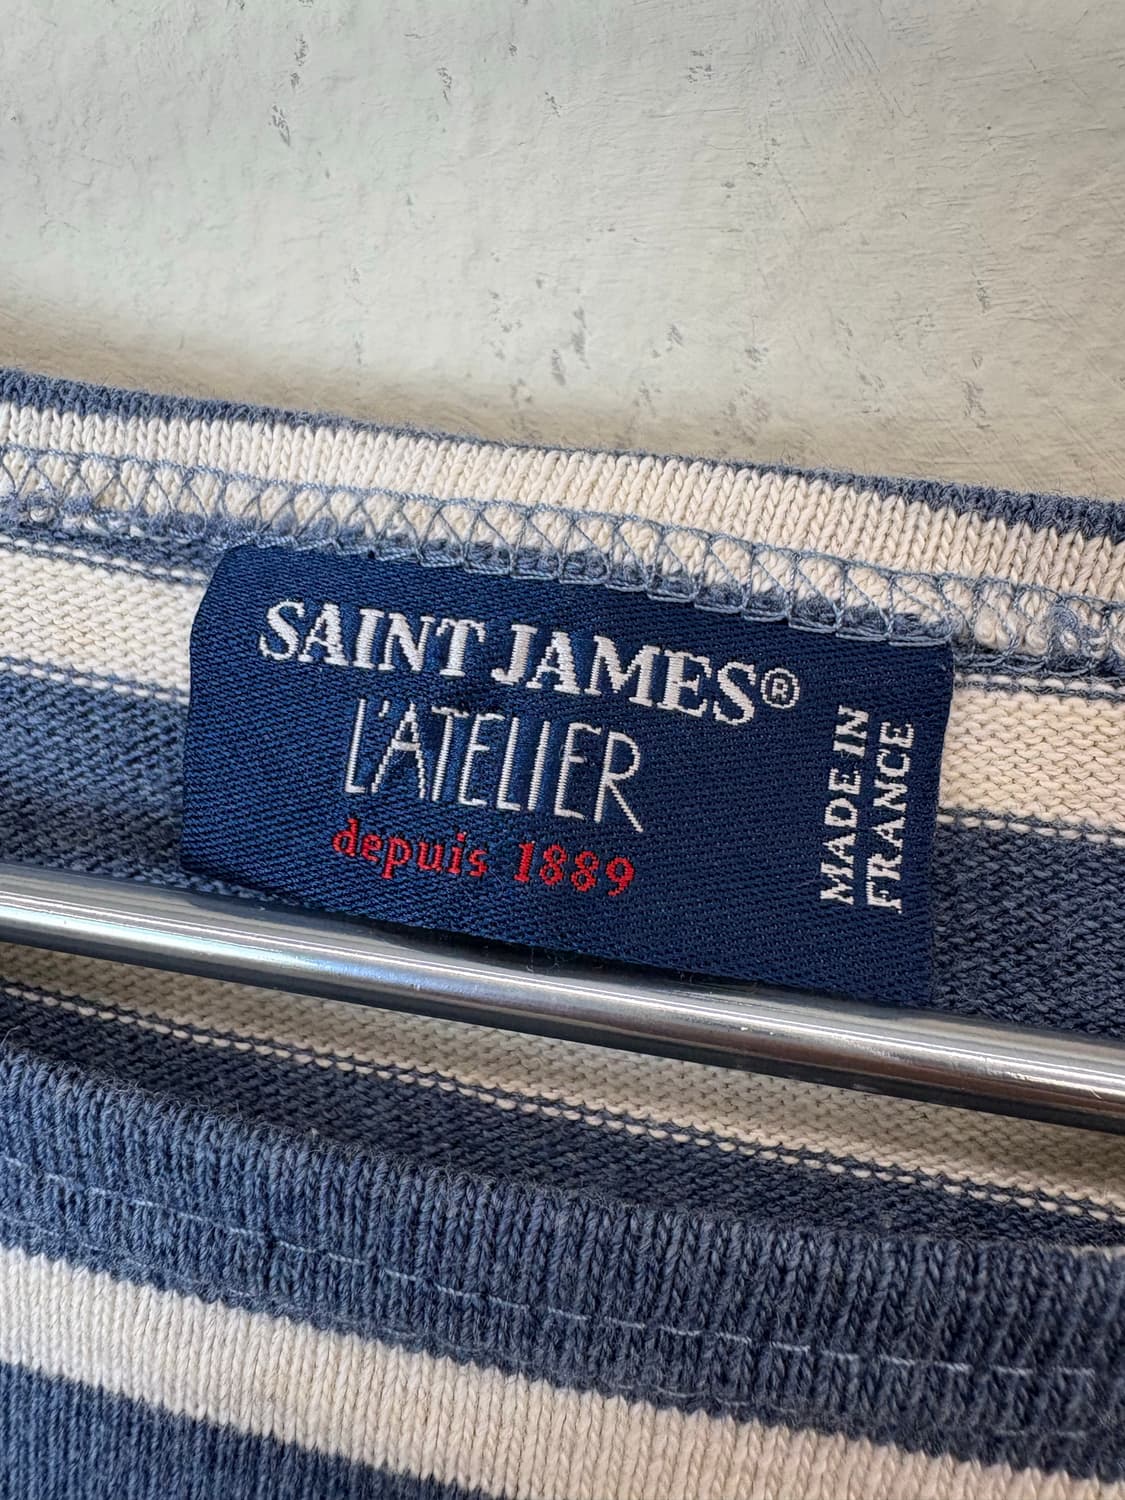 SAINT JAMES®
L'ATELIER
depuis 1889
MADE IN
FRANCE